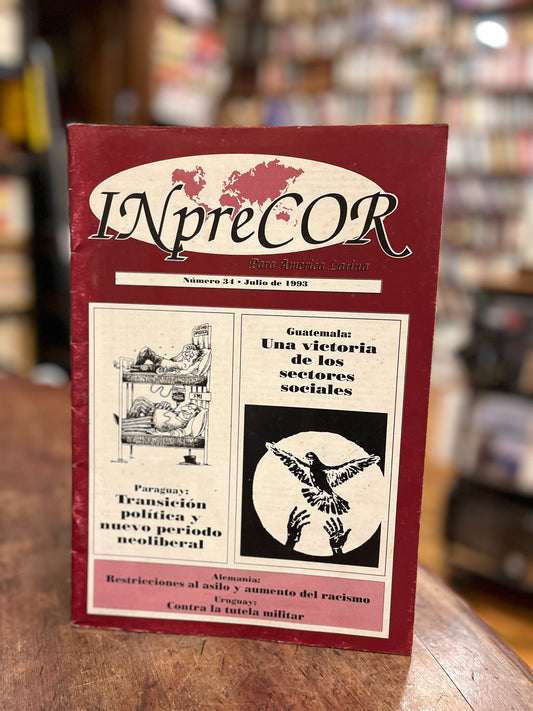 INpreCOR
Para América Latina
Número 34 • Julio de 1993
Guatemala:
Una victoria
de los
sectores
sociales
Paraguay:
Transición
política y
nuevo periodo
neoliberal
Alemania:
Restricciones al asilo y aumento del racismo
Uruguay:
Contra la tutela militar